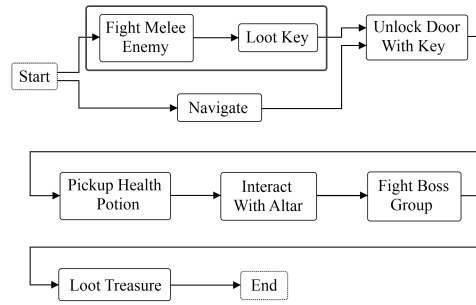 Fight Melee
Enemy
Loot Key
Unlock Door
With Key
Start
Navigate
Pickup Health
Potion
Interact
With Altar
Fight Boss
Group
Loot Treasure
End